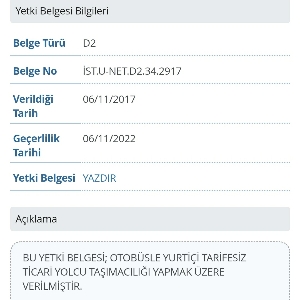 Yetki Belgesi Bilgileri
Belge Türü D2
Belge No İST.U-NET.D2.34.2917
Verildiği 06/11/2017
Tarih
Geçerlilik 06/11/2022
Tarihi
Yetki Belgesi YAZDIR
Açıklama
BU YETKİ BELGESİ; OTOBÜSLE YURTİÇİ TARİFESİZ
TİCARİ YOLCU TAŞIMACILIĞI YAPMAK ÜZERE
VERİLMİŞTİR.